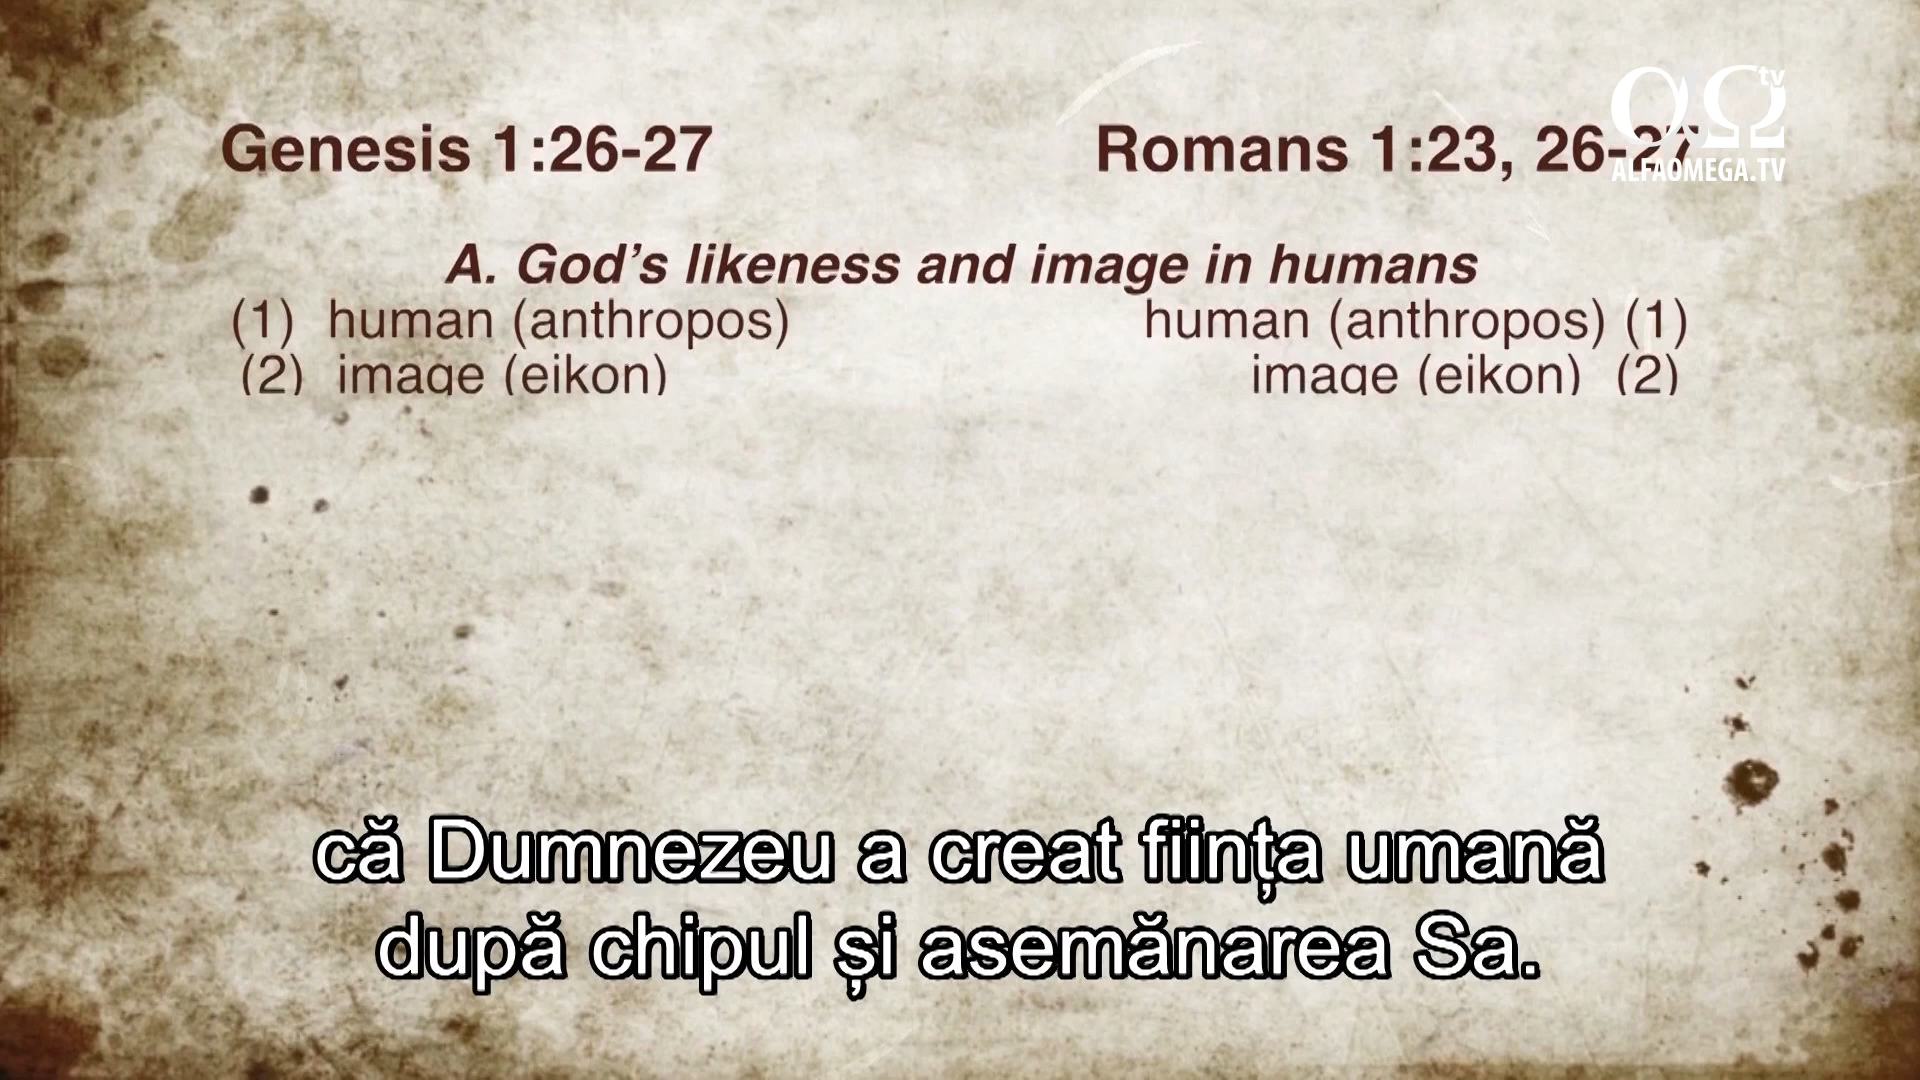 Genesis 1:26-27
Romans 1:23, 26-27
αΩ tv
ALFAOMEGA.TV
A. God’s likeness and image in humans
(1) human (anthropos)
human (anthropos) (1)
(2) image (eikon)
image (eikon) (2)
că Dumnezeu a creat ființa umană
după chipul și asemănarea Sa.